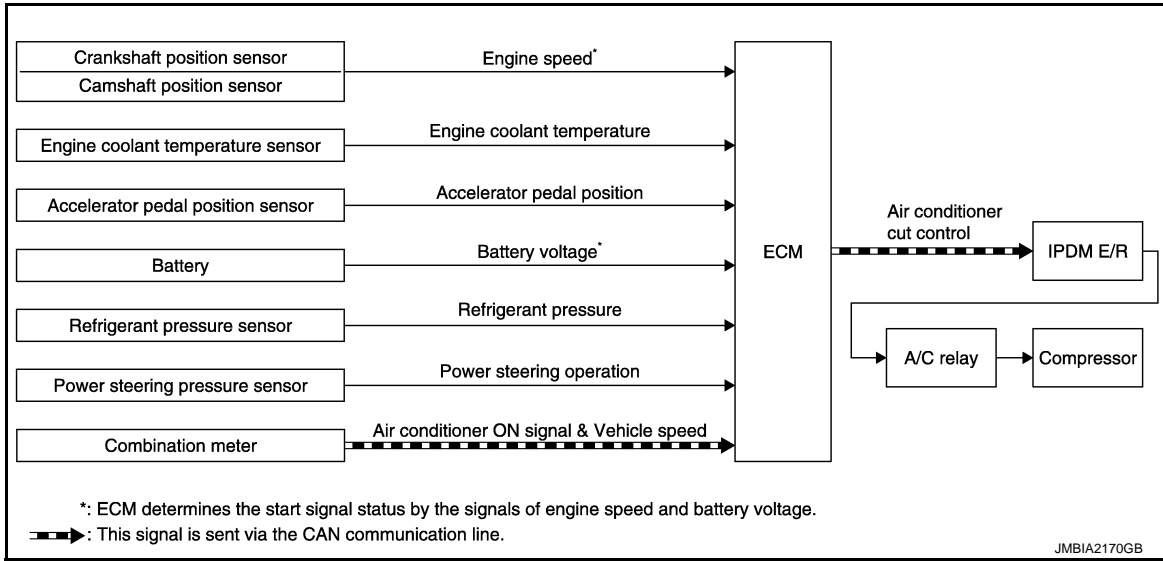 Crankshaft position sensor
Camshaft position sensor
Engine speed*
Engine coolant temperature sensor
Engine coolant temperature
Accelerator pedal position sensor
Accelerator pedal position
Battery
Battery voltage*
Refrigerant pressure sensor
Refrigerant pressure
Power steering pressure sensor
Power steering operation
Combination meter
Air conditioner ON signal & Vehicle speed
ECM
Air conditioner
cut control
IPDM E/R
A/C relay
Compressor
*: ECM determines the start signal status by the signals of engine speed and battery voltage.
: This signal is sent via the CAN communication line.
JMBIA2170GB